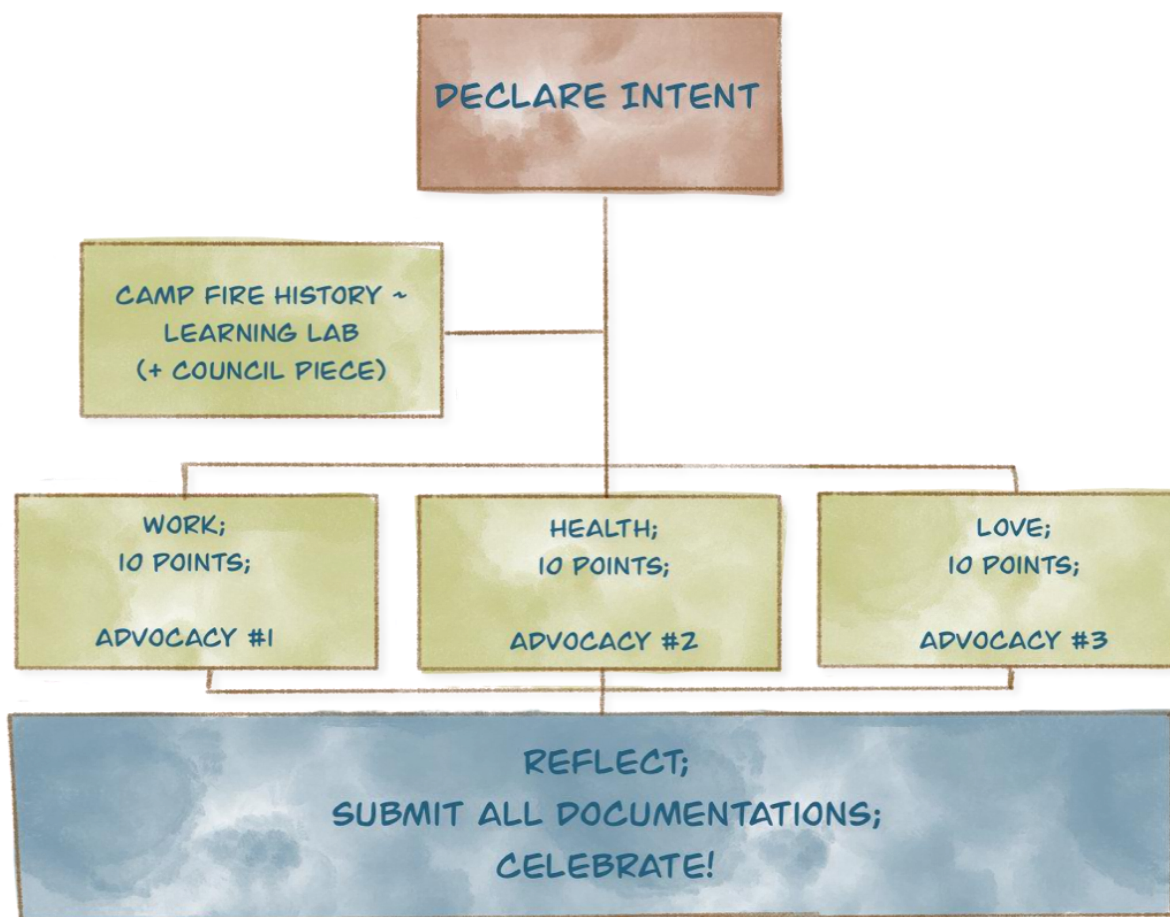 DECLARE INTENT
CAMP FIRE HISTORY ~
LEARNING LAB
(+ COUNCIL PIECE)
WORK;
10 POINTS;
ADVOCACY #1
HEALTH;
10 POINTS;
ADVOCACY #2
LOVE;
10 POINTS;
ADVOCACY #3
REFLECT;
SUBMIT ALL DOCUMENTATIONS;
CELEBRATE!